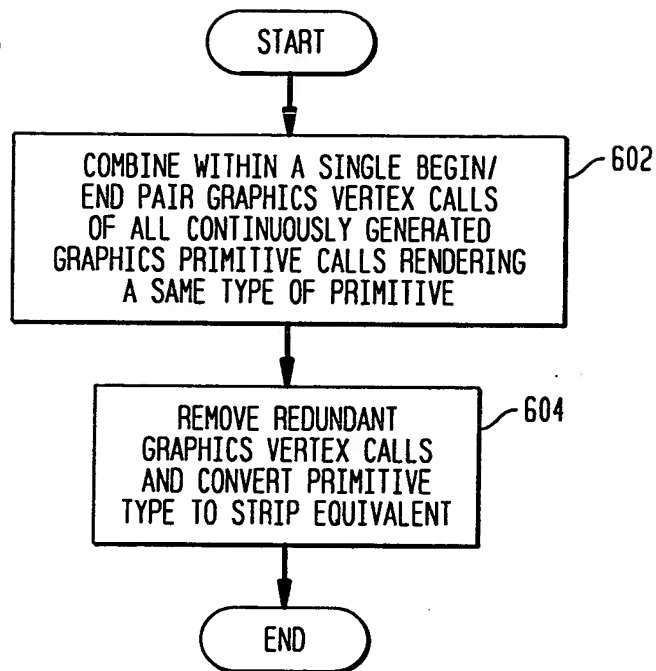 START
COMBINE WITHIN A SINGLE BEGIN/
END PAIR GRAPHICS VERTEX CALLS
OF ALL CONTINUOUSLY GENERATED
GRAPHICS PRIMITIVE CALLS RENDERING
A SAME TYPE OF PRIMITIVE
602
REMOVE REDUNDANT
GRAPHICS VERTEX CALLS
AND CONVERT PRIMITIVE
TYPE TO STRIP EQUIVALENT
604
END